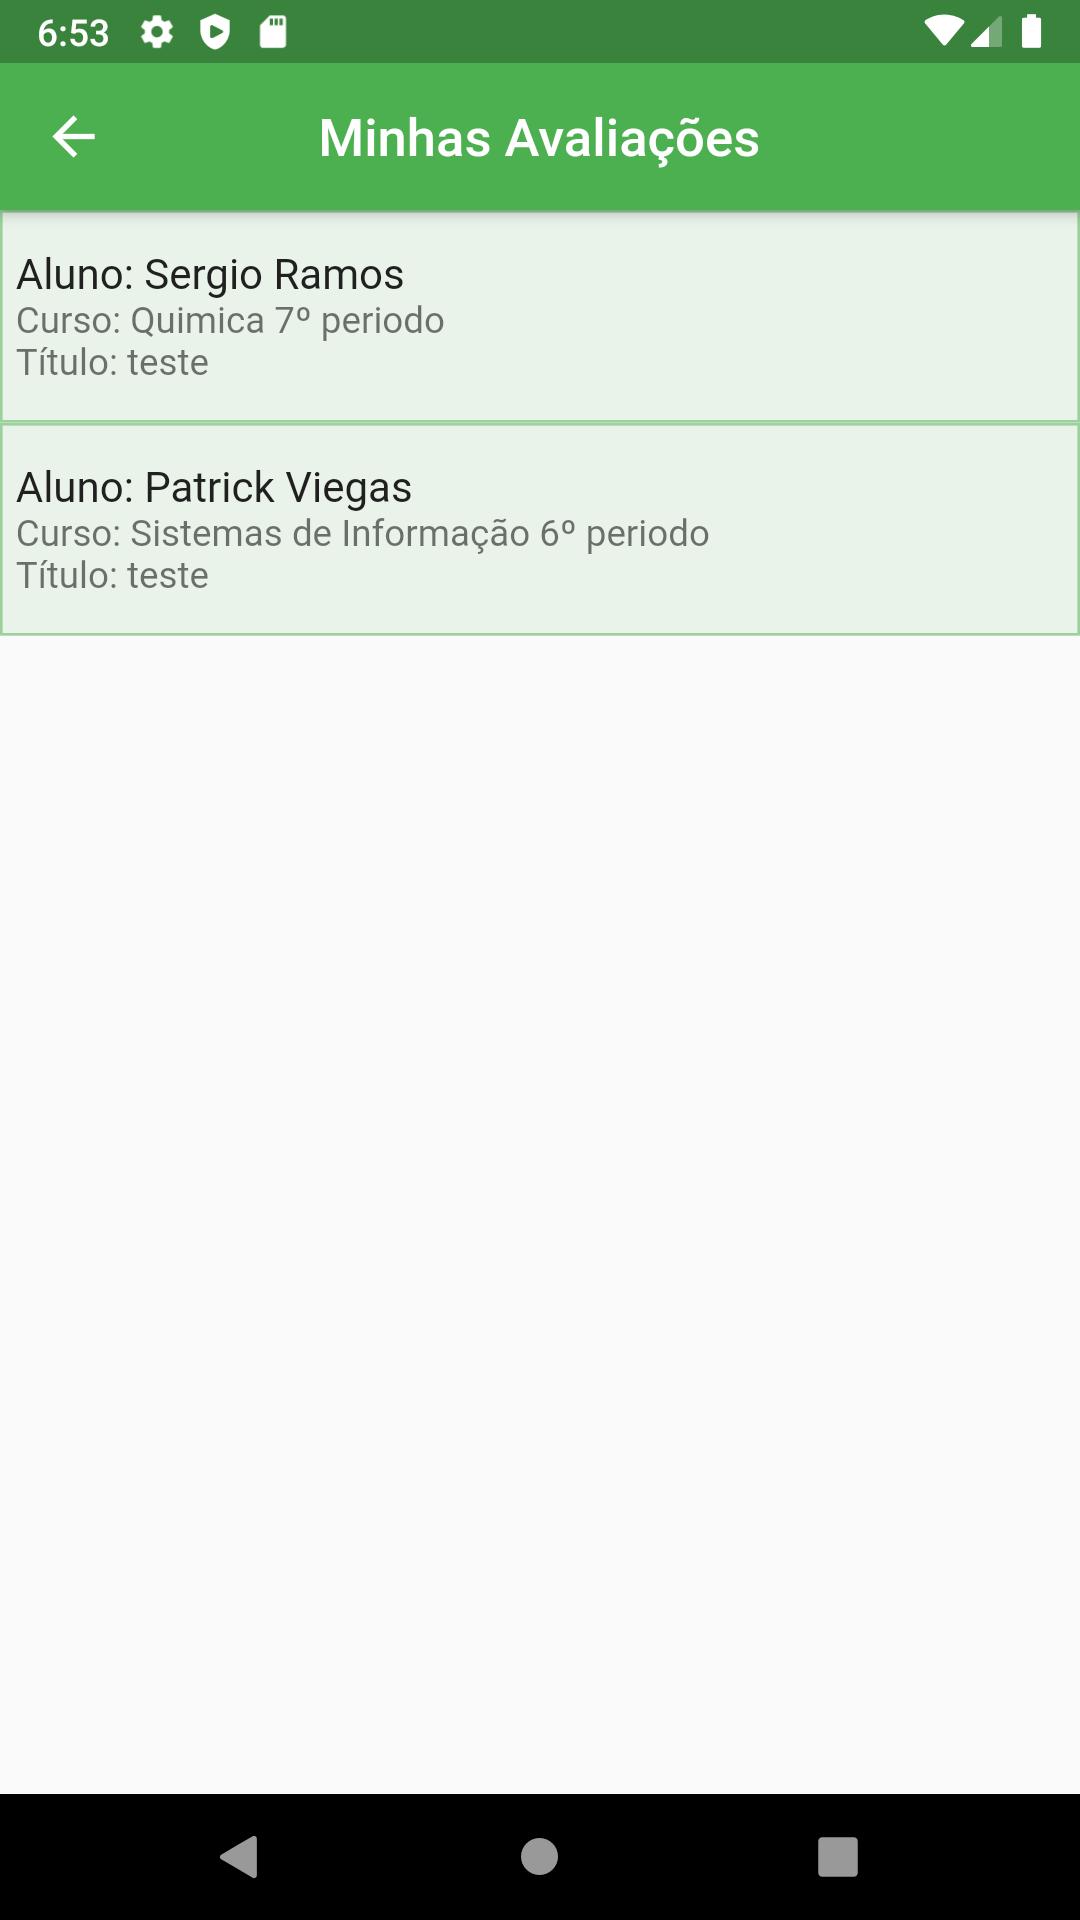 6:53
Minhas Avaliações
Aluno: Sergio Ramos
Curso: Quimica 7º periodo
Título: teste
Aluno: Patrick Viegas
Curso: Sistemas de Informação 6º periodo
Título: teste